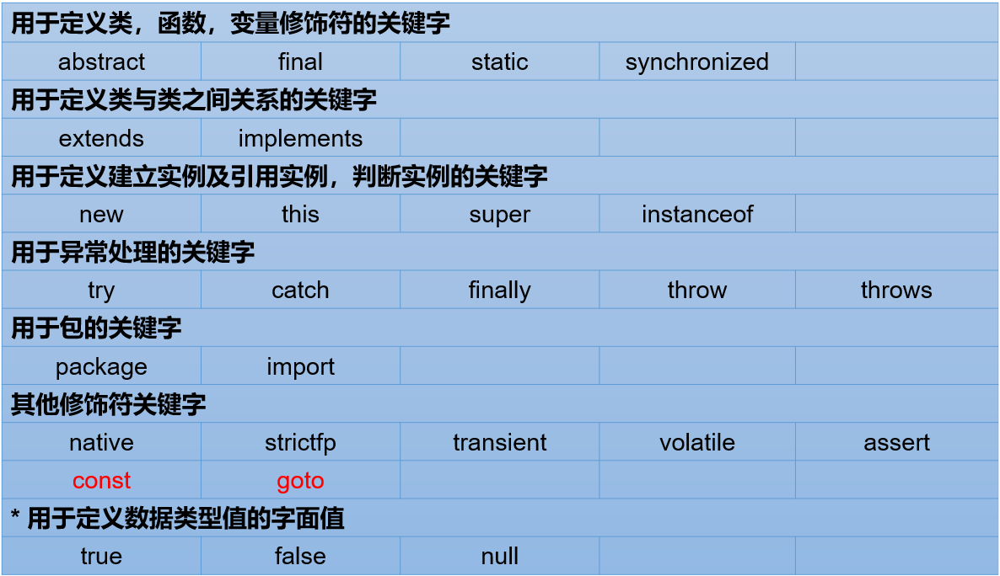 用于定义类，函数，变量修饰符的关键字
abstract final static synchronized
用于定义类与类之间关系的关键字
extends implements
用于定义建立实例及引用实例，判断实例的关键字
new this super instanceof
用于异常处理的关键字
try catch finally throw throws
用于包的关键字
package import
其他修饰符关键字
native strictfp transient volatile assert
const goto
* 用于定义数据类型值的字面值
true false null